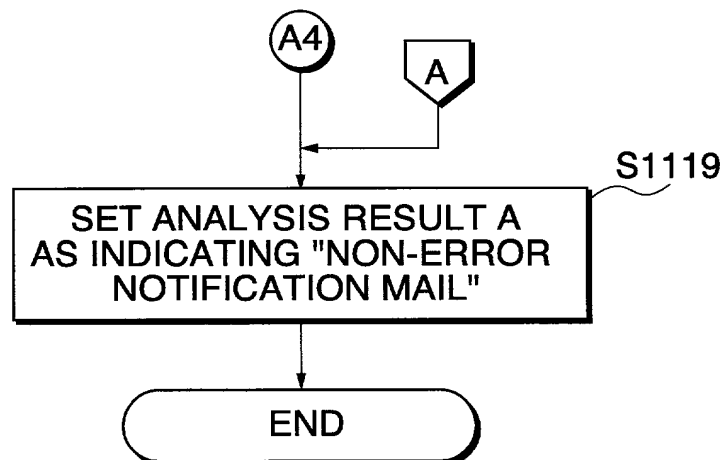 A4
A
S1119
SET ANALYSIS RESULT A
AS INDICATING "NON-ERROR
NOTIFICATION MAIL"
END